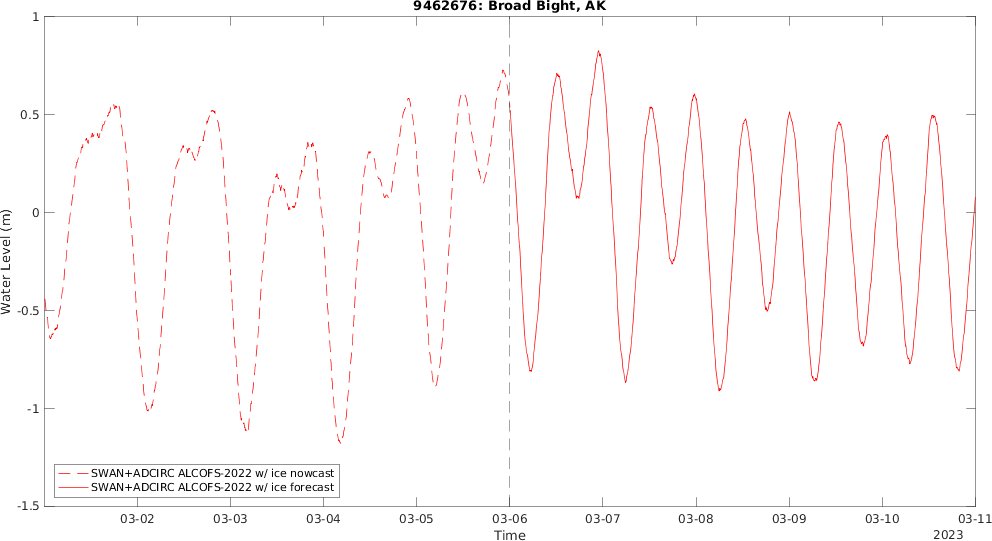 9462676: Broad Bight, AK
1
0.5
0
-0.5
-1
-1.5
Water Level (m)
SWAN+ADCIRC ALCOFS-2022 w/ ice nowcast
SWAN+ADCIRC ALCOFS-2022 w/ ice forecast
03-02 03-03 03-04 03-05 03-06 03-07 03-08 03-09 03-10 03-11
Time
2023